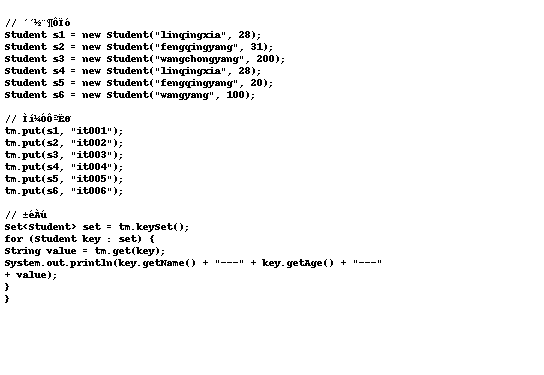 // ´´½¨¶ÔÏó
Student s1 = new Student("linqingxia", 28);
Student s2 = new Student("fengqingyang", 31);
Student s3 = new Student("wangchongyang", 200);
Student s4 = new Student("linqingxia", 28);
Student s5 = new Student("fengqingyang", 20);
Student s6 = new Student("wangyang", 100);
// Ìí¼ÓÔªËØ
tm.put(s1, "it001");
tm.put(s2, "it002");
tm.put(s3, "it003");
tm.put(s4, "it004");
tm.put(s5, "it005");
tm.put(s6, "it006");
// ±éÀú
Set<Student> set = tm.keySet();
for (Student key : set) {
String value = tm.get(key);
System.out.println(key.getName() + "---" + key.getAge() + "---"
+ value);
}
}